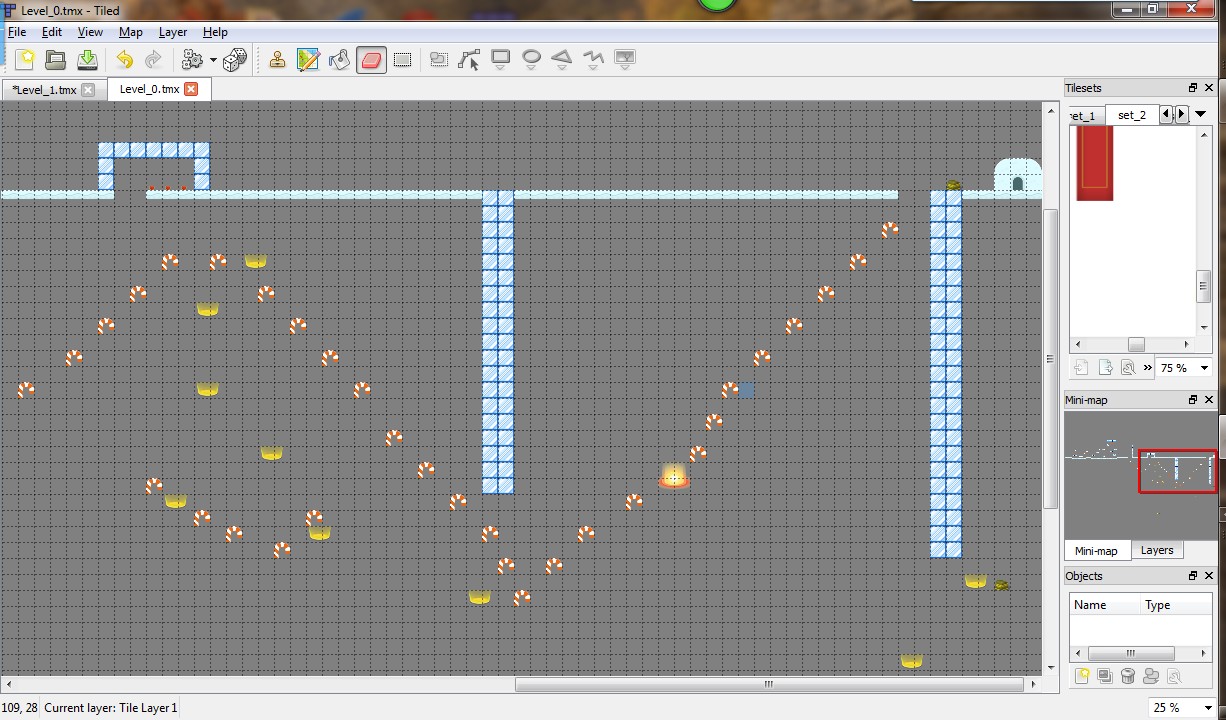 Level_0.tmx - Tiled
File Edit View Map Layer Help
*Level_1.tmx Level_0.tmx
Tilesets
set_2
75 %
Mini-map
Mini-map Layers
Objects
Name Type
109, 28 Current layer: Tile Layer 1
25 %